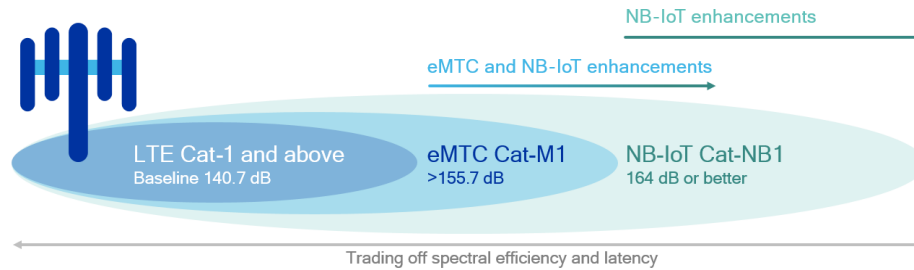 NB-IoT enhancements
eMTC and NB-IoT enhancements
LTE Cat-1 and above
Baseline 140.7 dB
eMTC Cat-M1
>155.7 dB
NB-IoT Cat-NB1
164 dB or better
Trading off spectral efficiency and latency